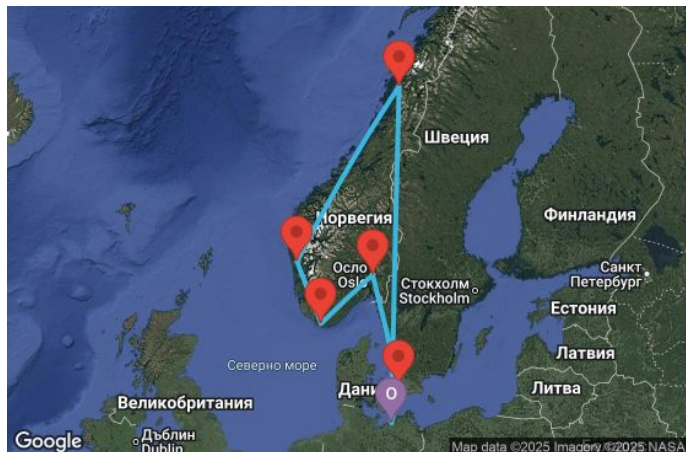 Швеция
Норвегия
Финландия
Осло
Oslo
Стокхолм
Stockholm
Санкт
Петербург
Естония
Северно море
Латвия
Дани
O
Литва
Великобритания
Дъблин
Dublin
Google
Map data ©2025 Imagery ©2025 NASA